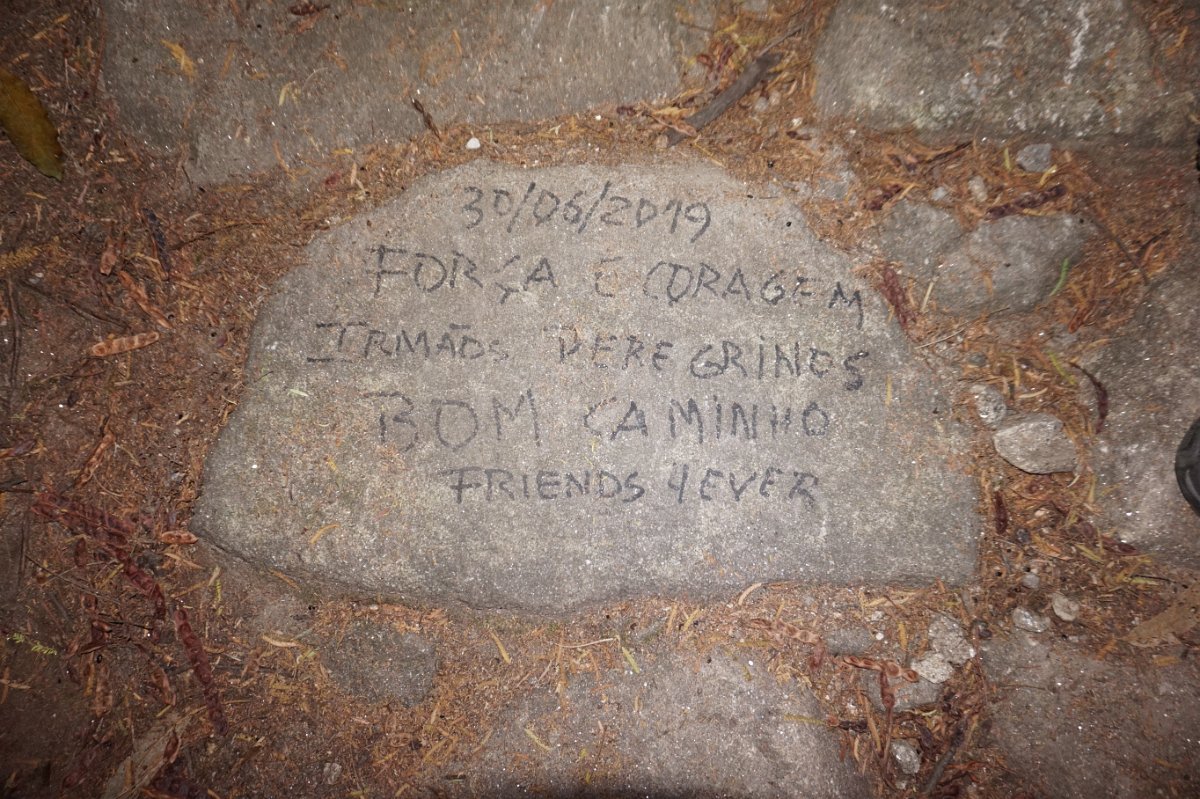 30/06/2019
FORÇA E CORAGEM
IRMÃOS PEREGRINOS
BOM CAMINHO
FRIENDS 4EVER